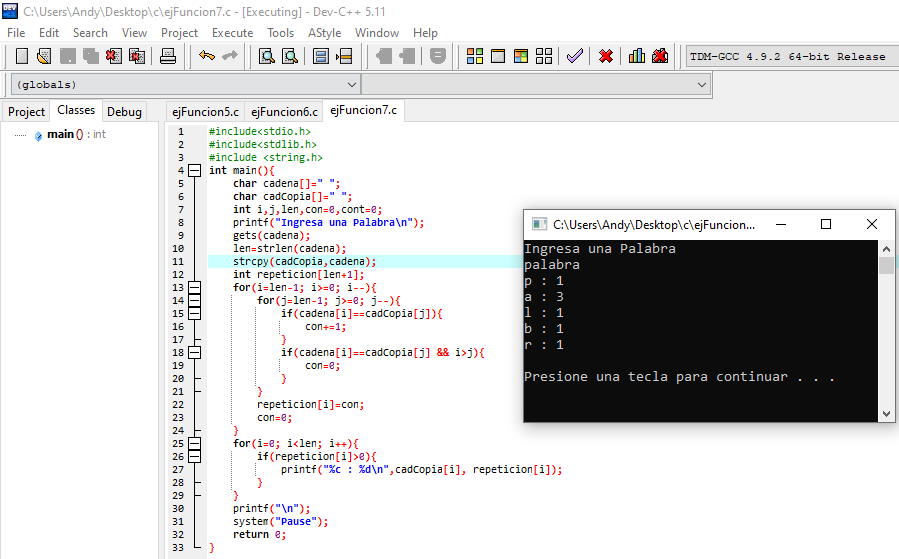 C:\Users\Andy\Desktop\c\ejFuncion7.c - [Executing] - Dev-C++ 5.11
File Edit Search View Project Execute Tools AStyle Window Help
TDM-GCC 4.9.2 64-bit Release
(globals)
Project Classes Debug
ejFuncion5.c ejFuncion6.c ejFuncion7.c
main () : int
1 #include<stdio.h>
2 #include<stdlib.h>
3 #include <string.h>
4 int main(){
5 char cadena[]=" ";
6 char cadCopia[]=" ";
7 int i,j,len,con=0,cont=0;
8 printf("Ingresa una Palabra\n");
9 gets(cadena);
10 len=strlen(cadena);
11 strcpy(cadCopia,cadena);
12 int repeticion[len+1];
13 for(i=len-1; i>=0; i--){
14 for(j=len-1; j>=0; j--){
15 if(cadena[i]==cadCopia[j]){
16 con+=1;
17 }
18 if(cadena[i]==cadCopia[j] && i>j){
19 con=0;
20 }
21 }
22 repeticion[i]=con;
23 con=0;
24 }
25 for(i=0; i<len; i++){
26 if(repeticion[i]>0){
27 printf("%c : %d\n",cadCopia[i], repeticion[i]);
28 }
29 }
30 printf("\n");
31 system("Pause");
32 return 0;
33 }
C:\Users\Andy\Desktop\c\ejFuncion...
Ingresa una Palabra
palabra
p : 1
a : 3
l : 1
b : 1
r : 1
Presione una tecla para continuar . . .